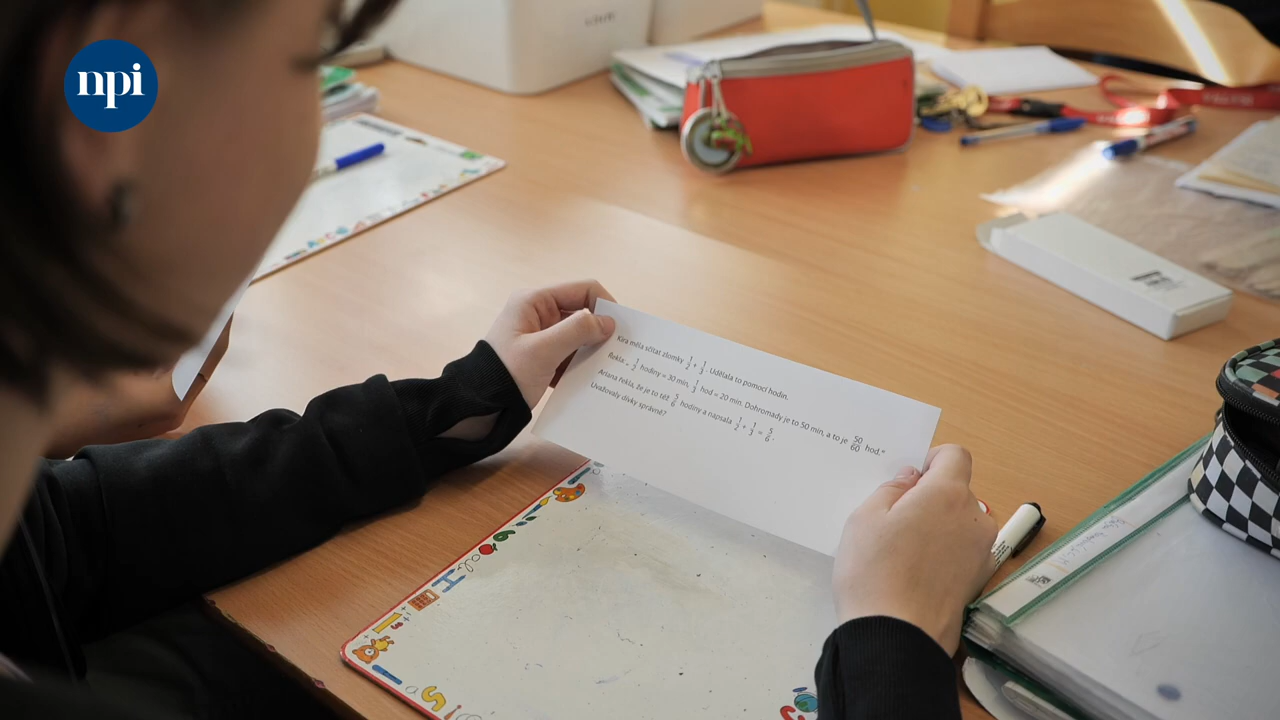 npi
Kára měla sčítat zlomky 1/2 + 1/3. Udělala to pomocí hodin.
Řekla – 1/2 hodiny = 30 min, 1/3 hod = 20 min. Dohromady je to 50 min, a to je 50/60 hod."
Ariana řekla, že je to též 5/6 hodiny a napsala 1/2 + 1/3 = 5/6.
Uvažovaly dívky správně?